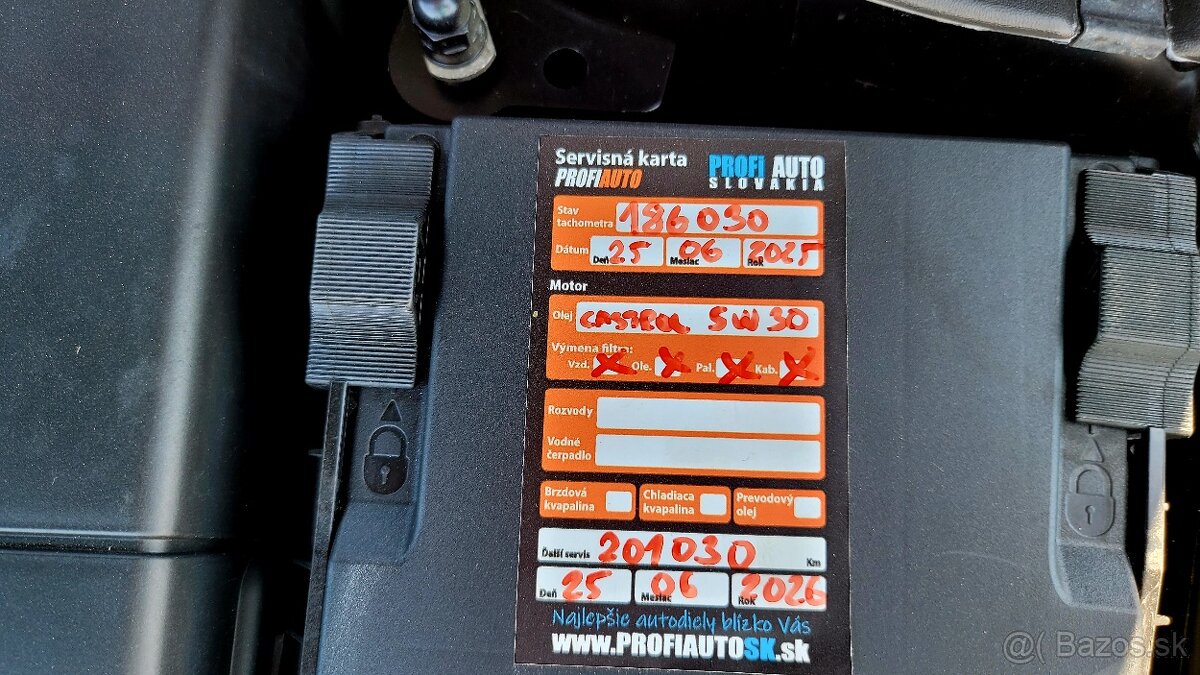 Servisná karta
PROFIAUTO
PROFI AUTO
SLOVAKIA
Stav tachometra 186030
Dátum Deň 25 Mesiac 06 Rok 2025
Motor
Olej CASTROL 5W30
Výmena filtra:
Vzd. X Ole. X Pal. X Kab. X
Rozvody
Vodné
čerpadlo
Brzdová kvapalina
Chladiaca kvapalina
Prevodový olej
Ďalší servis 201030 Km
Deň 25 Mesiac 06 Rok 2026
Najlepšie autodiely blízko Vás
www.PROFIAUTOSK.sk
@( Bazos.sk